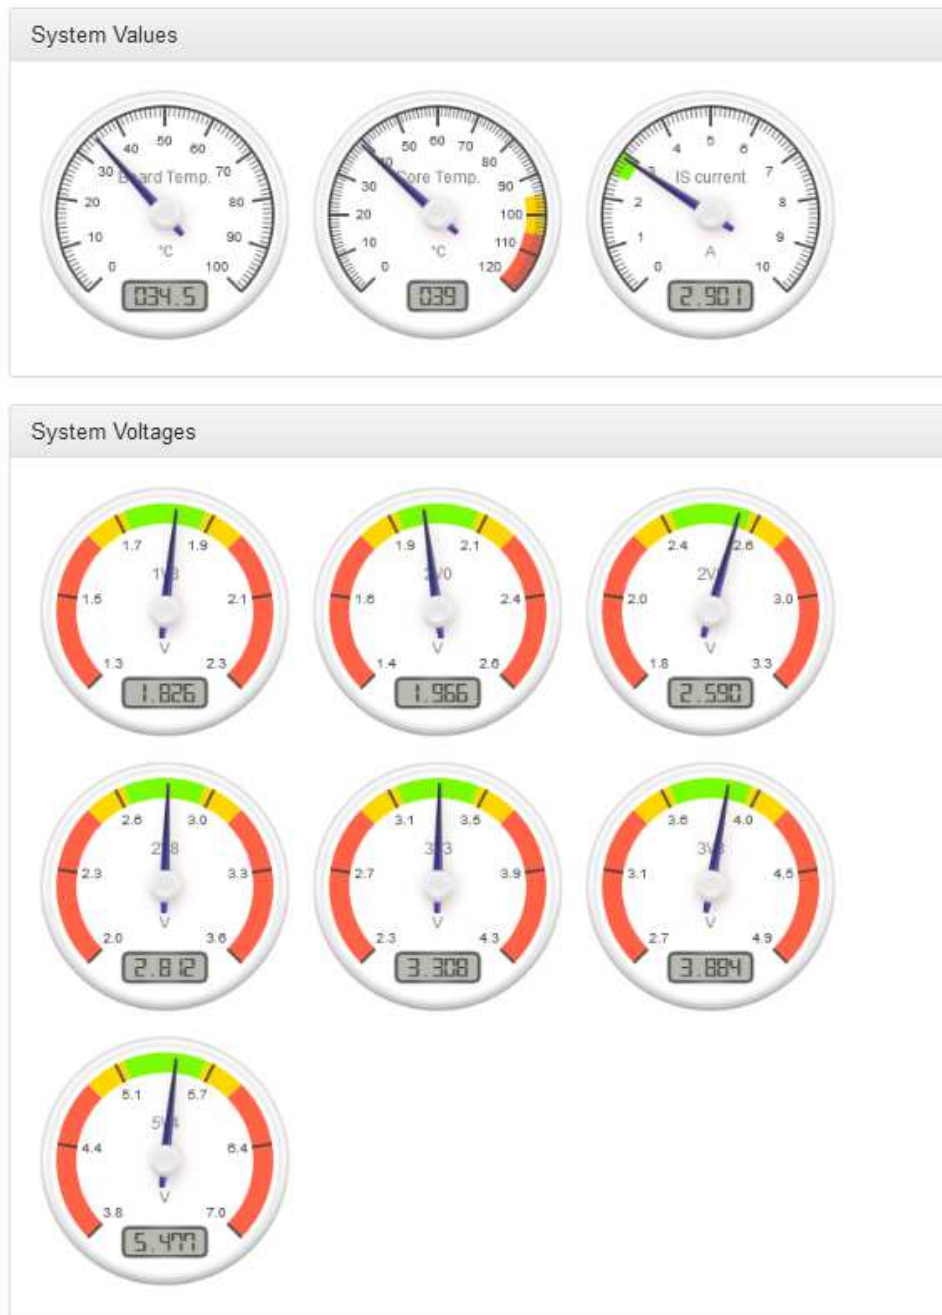 System Values
Board Temp.
0 10 20 30 40 50 60 70 80 90 100
°C
034.5
Core Temp.
0 10 20 30 40 50 60 70 80 90 100 110 120
°C
039
IS current
0 1 2 3 4 5 6 7 8 9 10
A
2.901
System Voltages
1V8
1.3 1.5 1.7 1.9 2.1 2.3
V
1.826
2V0
1.4 1.6 1.9 2.1 2.4 2.6
V
1.966
1.8 2.0 2.4 2.6 3.0 3.3
V
2.590
2V8
2.0 2.3 2.6 3.0 3.3 3.6
V
2.812
3V3
2.3 2.7 3.1 3.5 3.9 4.3
V
3.308
2.7 3.1 3.6 4.0 4.5 4.9
V
3.884
5V4
3.8 4.4 5.1 5.7 6.4 7.0
V
5.477